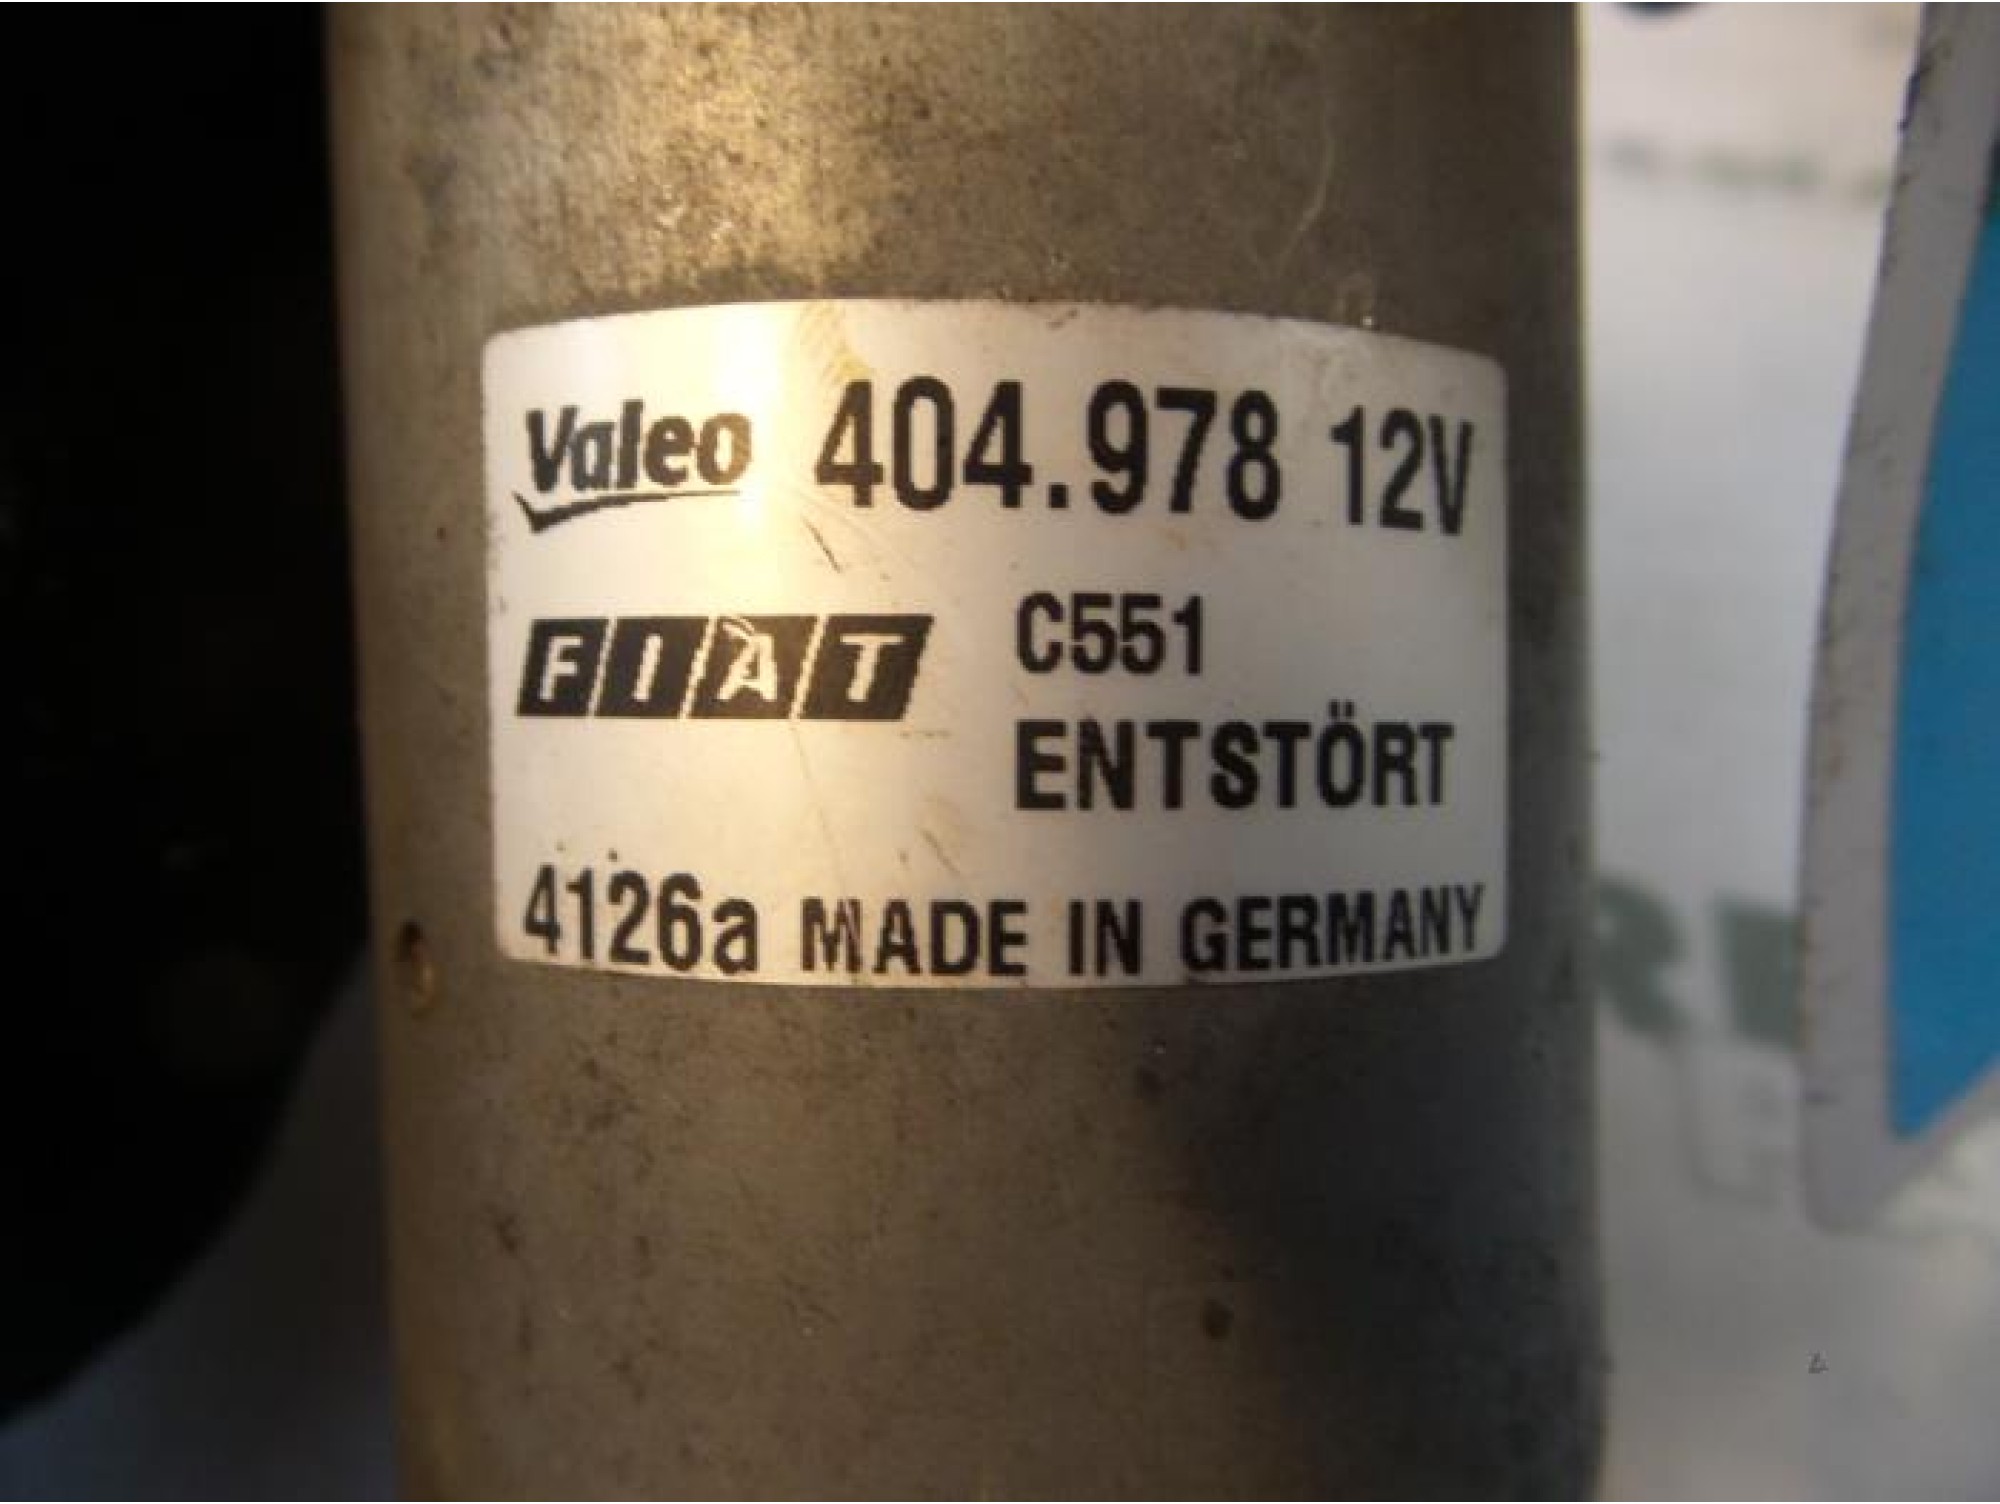 Valeo 404.978 12V
FIAT C551
ENTSTÖRT
4126a MADE IN GERMANY